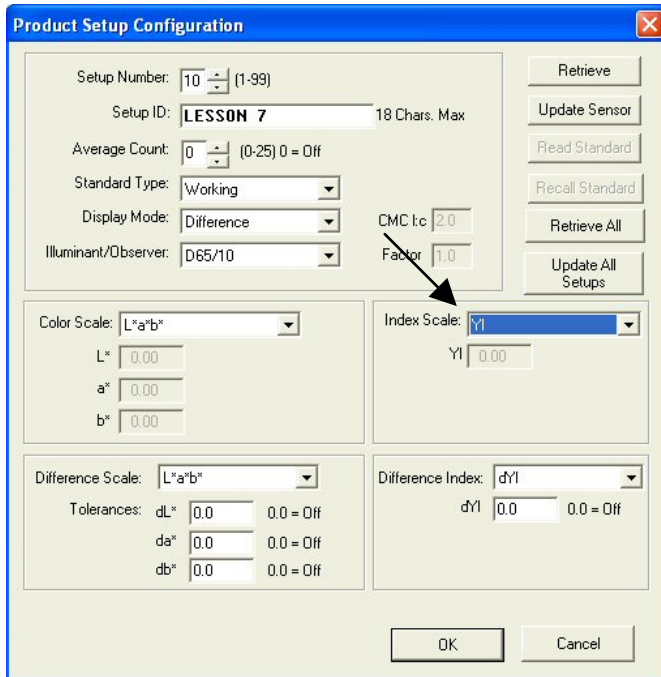 Product Setup Configuration
Setup Number: 10 (1-99)
Retrieve
Setup ID: LESSON 7 18 Chars. Max
Update Sensor
Average Count: 0 (0-25) 0 = Off
Read Standard
Standard Type: Working
Recall Standard
Display Mode: Difference
CMC l:c 2.0
Retrieve All
Illuminant/Observer: D65/10
Factor 1.0
Update All
Setups
Color Scale: L*a*b*
Index Scale: YI
L* 0.00
YI 0.00
a* 0.00
b* 0.00
Difference Scale: L*a*b*
Difference Index: dYI
Tolerances: dL* 0.0 0.0 = Off
dYI 0.0 0.0 = Off
da* 0.0 0.0 = Off
db* 0.0 0.0 = Off
OK
Cancel